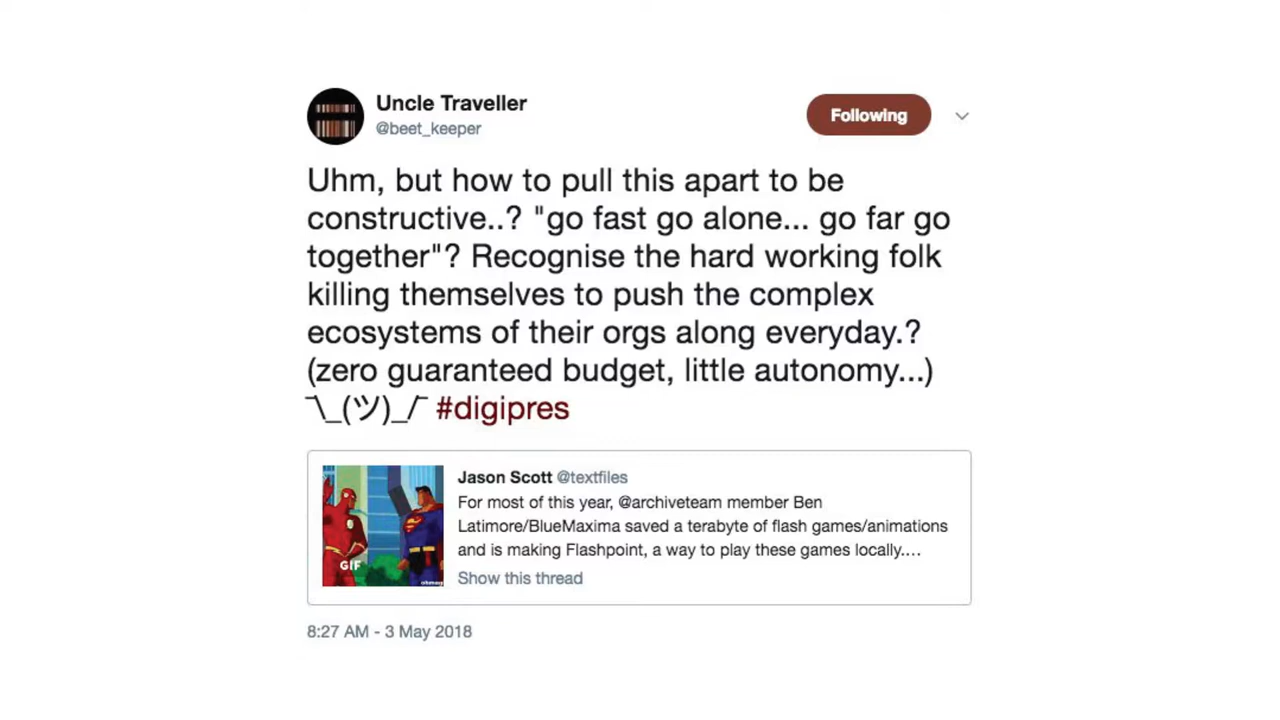 Uncle Traveller
@beet_keeper
Following
Uhm, but how to pull this apart to be
constructive..? "go fast go alone... go far go
together"? Recognise the hard working folk
killing themselves to push the complex
ecosystems of their orgs along everyday.?
(zero guaranteed budget, little autonomy...)
¯\_(ツ)_/¯ #digipres
Jason Scott @textfiles
For most of this year, @archiveteam member Ben
Latimore/BlueMaxima saved a terabyte of flash games/animations
and is making Flashpoint, a way to play these games locally....
Show this thread
GIF
8:27 AM - 3 May 2018